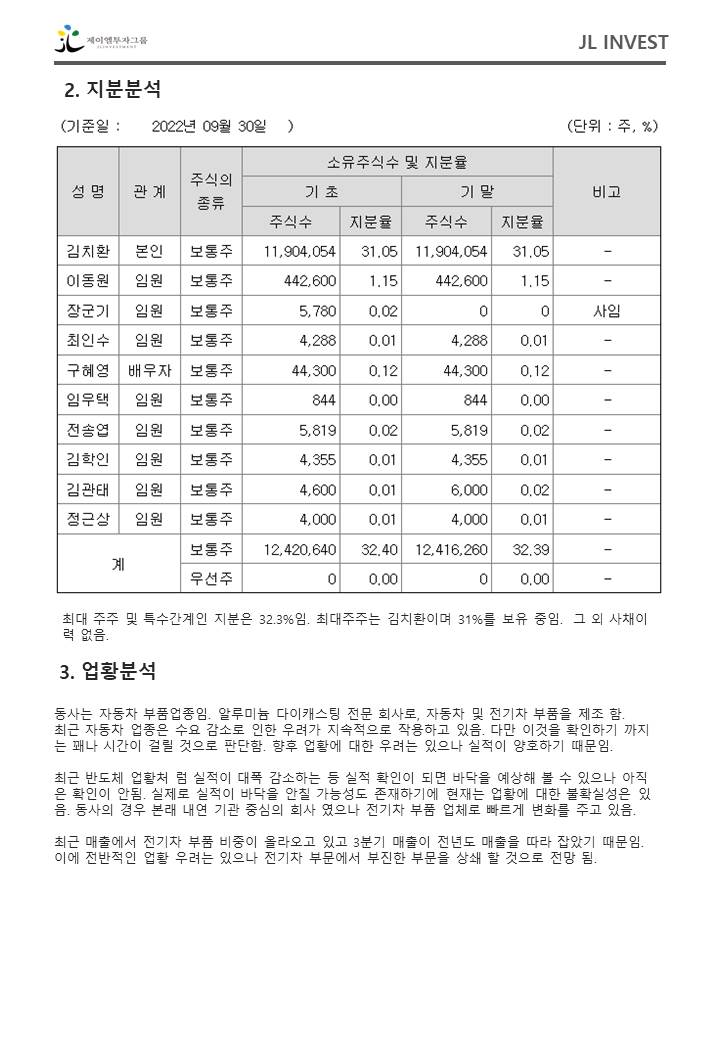 제이엘투자그룹
JLINVESTMENT
JL INVEST
2. 지분분석
(기준일 : 2022년 09월 30일 ) (단위 : 주, %)
성 명 관 계 주식의 종류 소유주식수 및 지분율 비고
기 초 기 말
주식수 지분율 주식수 지분율
김치환 본인 보통주 11,904,054 31.05 11,904,054 31.05 -
이동원 임원 보통주 442,600 1.15 442,600 1.15 -
장군기 임원 보통주 5,780 0.02 0 0 사임
최인수 임원 보통주 4,288 0.01 4,288 0.01 -
구혜영 배우자 보통주 44,300 0.12 44,300 0.12 -
임우택 임원 보통주 844 0.00 844 0.00 -
전송엽 임원 보통주 5,819 0.02 5,819 0.02 -
김학인 임원 보통주 4,355 0.01 4,355 0.01 -
김관태 임원 보통주 4,600 0.01 6,000 0.02 -
정근상 임원 보통주 4,000 0.01 4,000 0.01 -
계 보통주 12,420,640 32.40 12,416,260 32.39 -
우선주 0 0.00 0 0.00 -
최대 주주 및 특수간계인 지분은 32.3%임. 최대주주는 김치환이며 31%를 보유 중임. 그 외 사채이
력 없음.
3. 업황분석
동사는 자동차 부품업종임. 알루미늄 다이캐스팅 전문 회사로, 자동차 및 전기차 부품을 제조 함.
최근 자동차 업종은 수요 감소로 인한 우려가 지속적으로 작용하고 있음. 다만 이것을 확인하기 까지
는 꽤나 시간이 걸릴 것으로 판단함. 향후 업황에 대한 우려는 있으나 실적이 양호하기 때문임.
최근 반도체 업황처 럼 실적이 대폭 감소하는 등 실적 확인이 되면 바닥을 예상해 볼 수 있으나 아직
은 확인이 안됨. 실제로 실적이 바닥을 안칠 가능성도 존재하기에 현재는 업황에 대한 불확실성은 있
음. 동사의 경우 본래 내연 기관 중심의 회사 였으나 전기차 부품 업체로 빠르게 변화를 주고 있음.
최근 매출에서 전기차 부품 비중이 올라오고 있고 3분기 매출이 전년도 매출을 따라 잡았기 때문임.
이에 전반적인 업황 우려는 있으나 전기차 부문에서 부진한 부문을 상쇄 할 것으로 전망 됨.